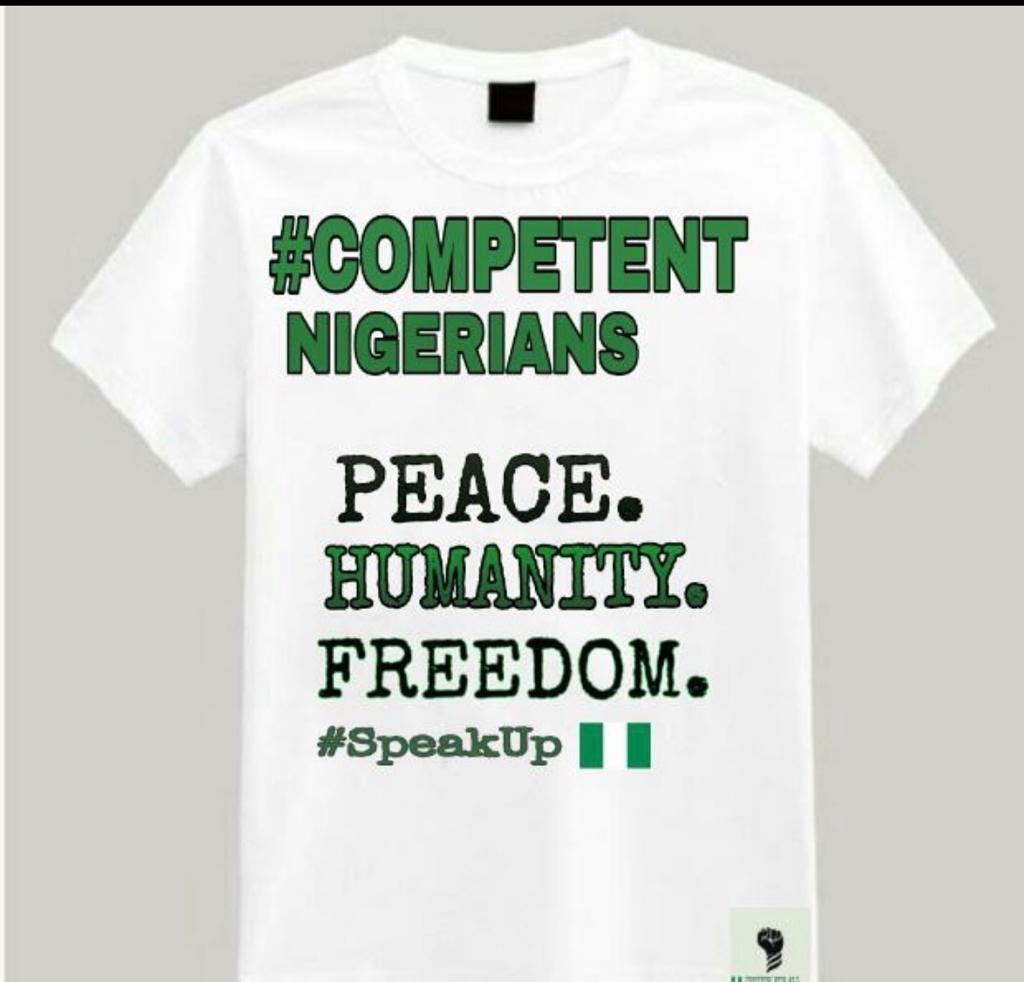 #COMPETENT
NIGERIANS
PEACE.
HUMANITY.
FREEDOM.
#SpeakUp